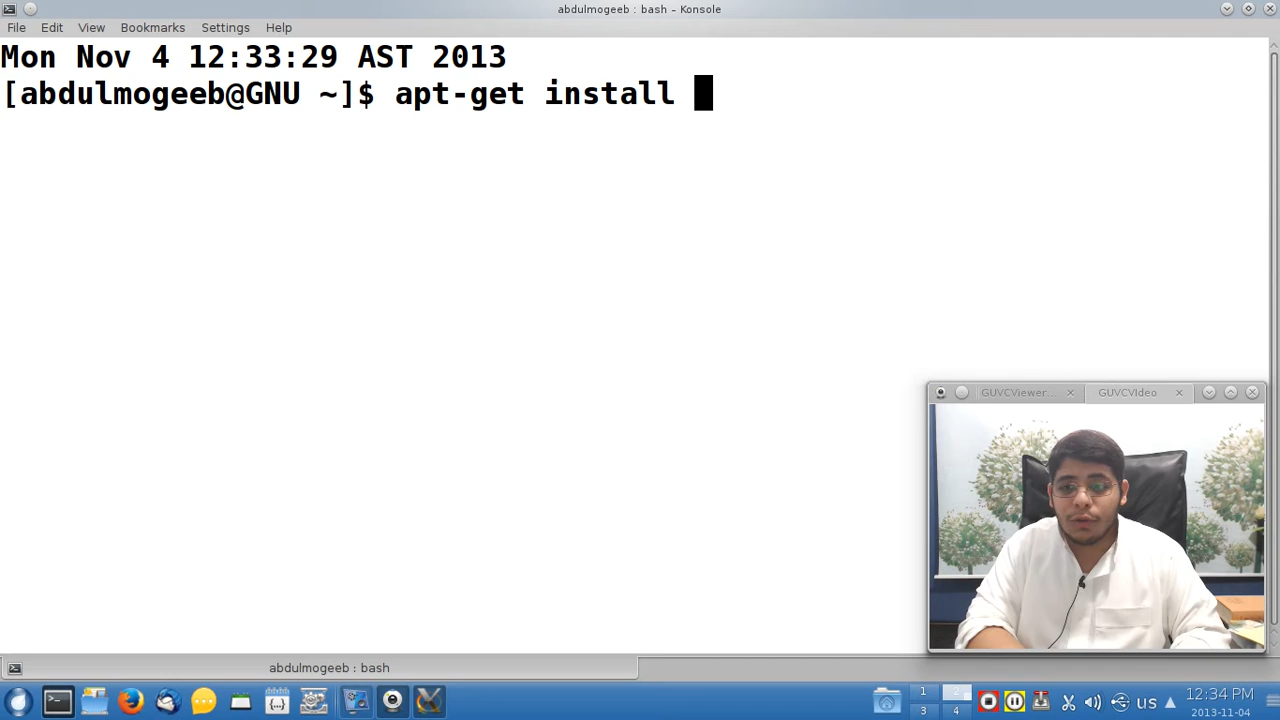 abdulmogeeb : bash – Konsole
File Edit View Bookmarks Settings Help
Mon Nov 4 12:33:29 AST 2013
[abdulmogeeb@GNU ~]$ apt-get install
GUVCViewer... GUVCVIdeo
abdulmogeeb : bash
1 2 3 4
us
12:34 PM
2013-11-04